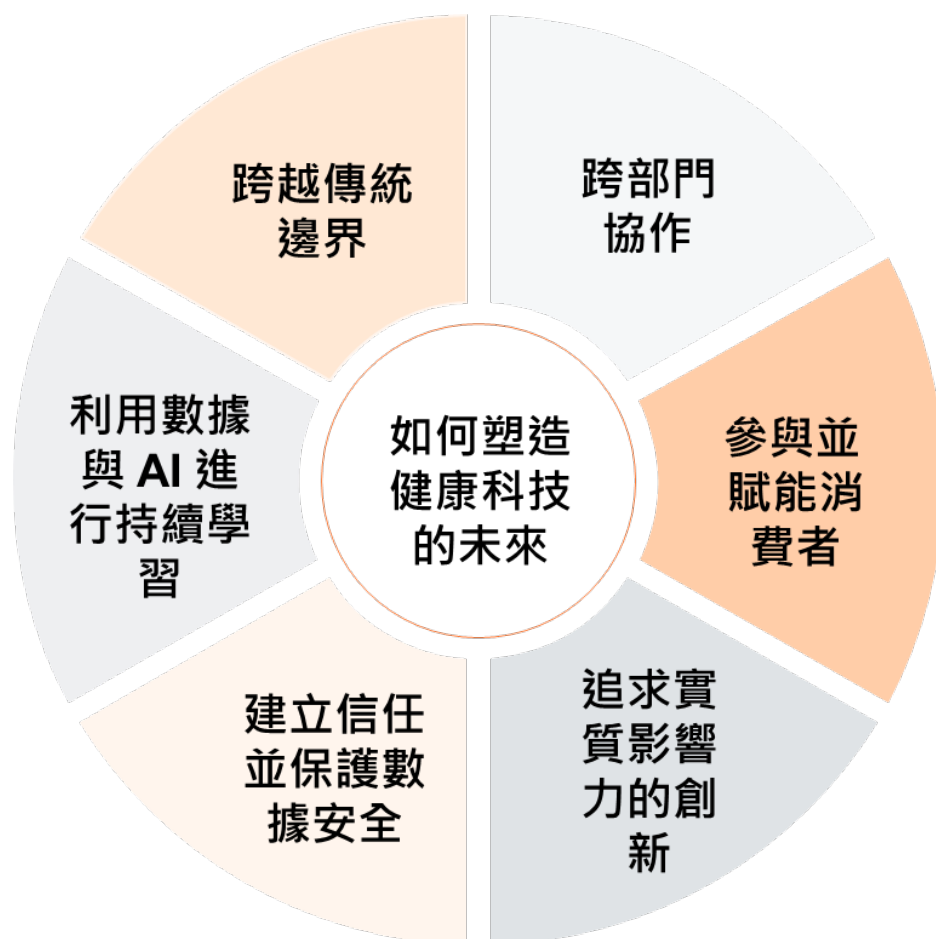 跨越傳統
邊界
跨部門
協作
利用數據
與 AI 進
行持續學
習
如何塑造
健康科技
的未來
參與並
賦能消
費者
建立信任
並保護數
據安全
追求實
質影響
力的創
新